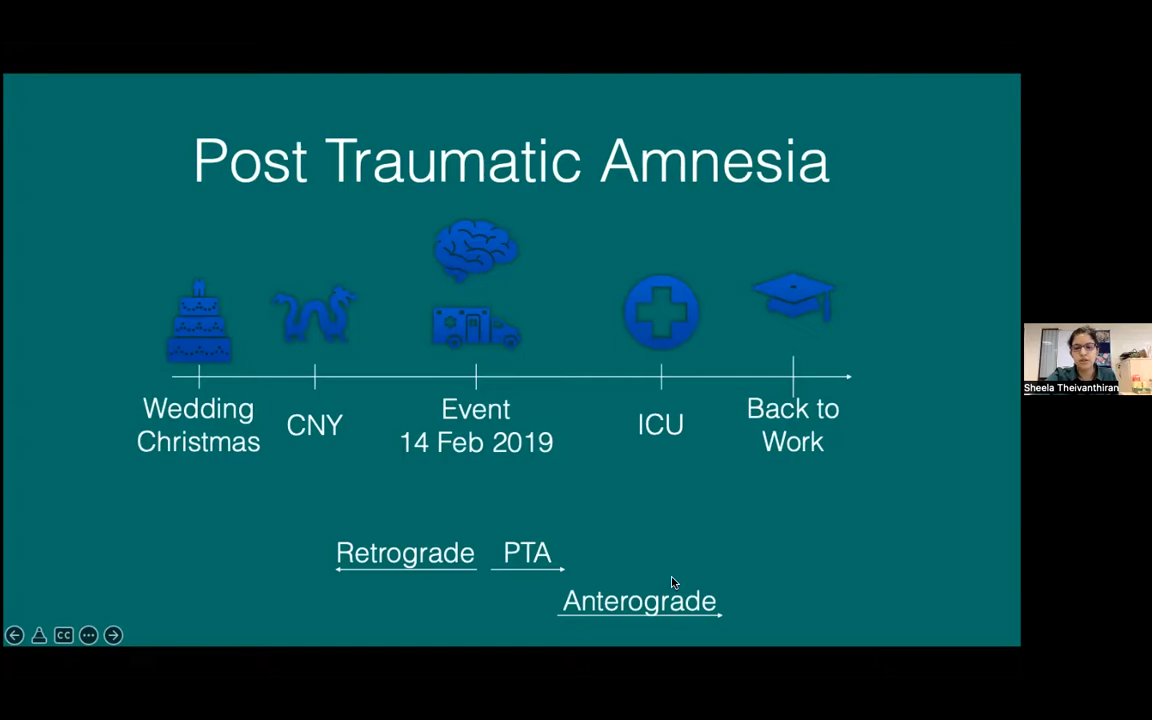 Post Traumatic Amnesia
Wedding
Christmas
CNY
Event
14 Feb 2019
ICU
Back to
Work
Retrograde
PTA
Anterograde
CC
Sheela Theivanthiran